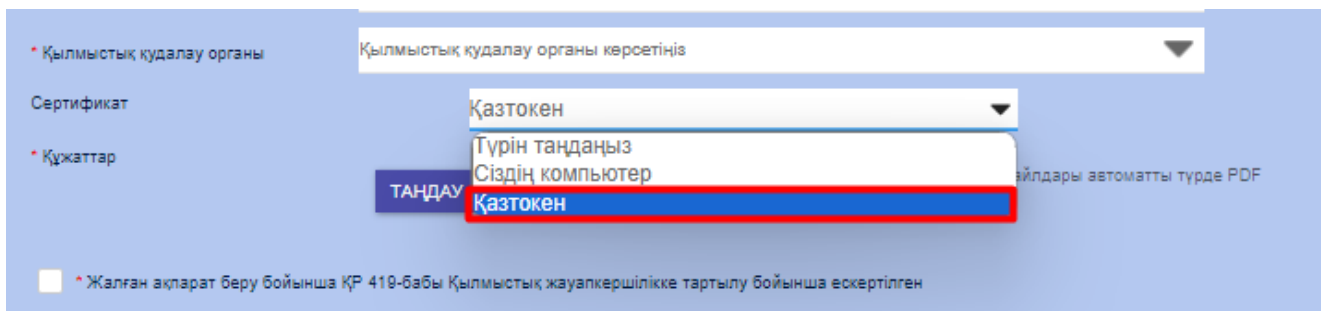 * Қылмыстық қудалау органы
Қылмыстық қудалау органы көрсетіңіз
Сертификат
Қазтокен
Түрін таңдаңыз
* Құжаттар
Сіздің компьютер
ТАҢДАУ
автоматты түрде PDF
Қазтокен
* Жалған ақпарат беру бойынша ҚР 419-бабы Қылмыстық жауапкершілікке тартылу бойынша ескертілген